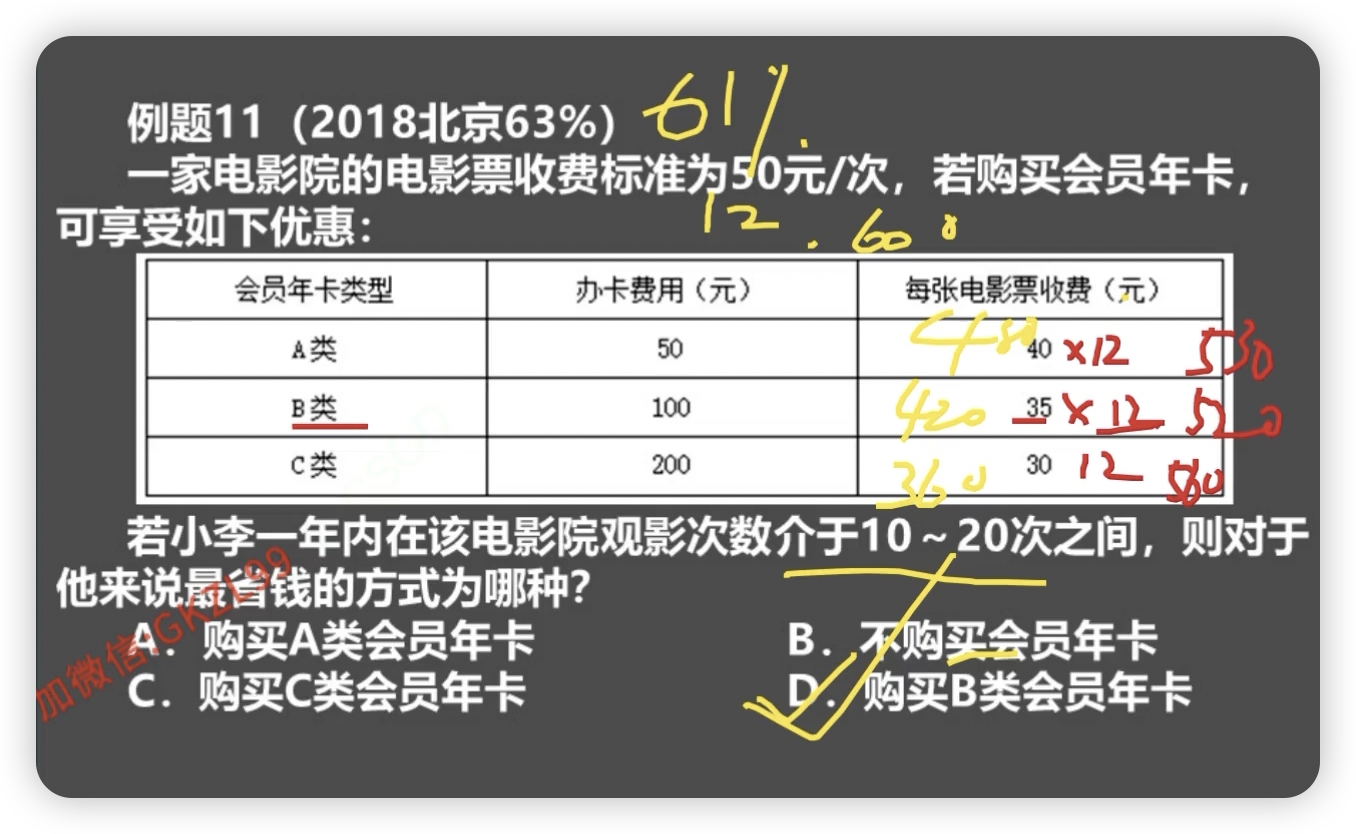 例题11（2018北京63%） 61%.
一家电影院的电影票收费标准为50元/次，若购买会员年卡，
可享受如下优惠： 12.600
会员年卡类型 办卡费用（元） 每张电影票收费（元）
A类 50 480 40 ×12 530
B类 100 420 35 ×12 520
C类 200 360 30 12 560
若小李一年内在该电影院观影次数介于10～20次之间，则对于
他来说最省钱的方式为哪种？
A．购买A类会员年卡 B．不购买会员年卡
C．购买C类会员年卡 D．购买B类会员年卡
加微信:GKZL99